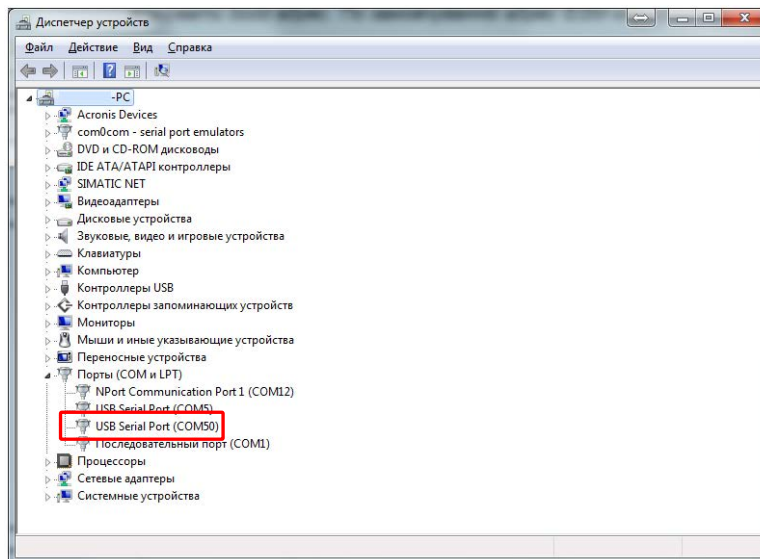 Диспетчер устройств
Файл Действие Вид Справка
-PC
Acronis Devices
com0com - serial port emulators
DVD и CD-ROM дисководы
IDE ATA/ATAPI контроллеры
SIMATIC NET
Видеоадаптеры
Дисковые устройства
Звуковые, видео и игровые устройства
Клавиатуры
Компьютер
Контроллеры USB
Контроллеры запоминающих устройств
Мониторы
Мыши и иные указывающие устройства
Переносные устройства
Порты (COM и LPT)
NPort Communication Port 1 (COM12)
USB Serial Port (COM5)
USB Serial Port (COM50)
Последовательный порт (COM1)
Процессоры
Сетевые адаптеры
Системные устройства